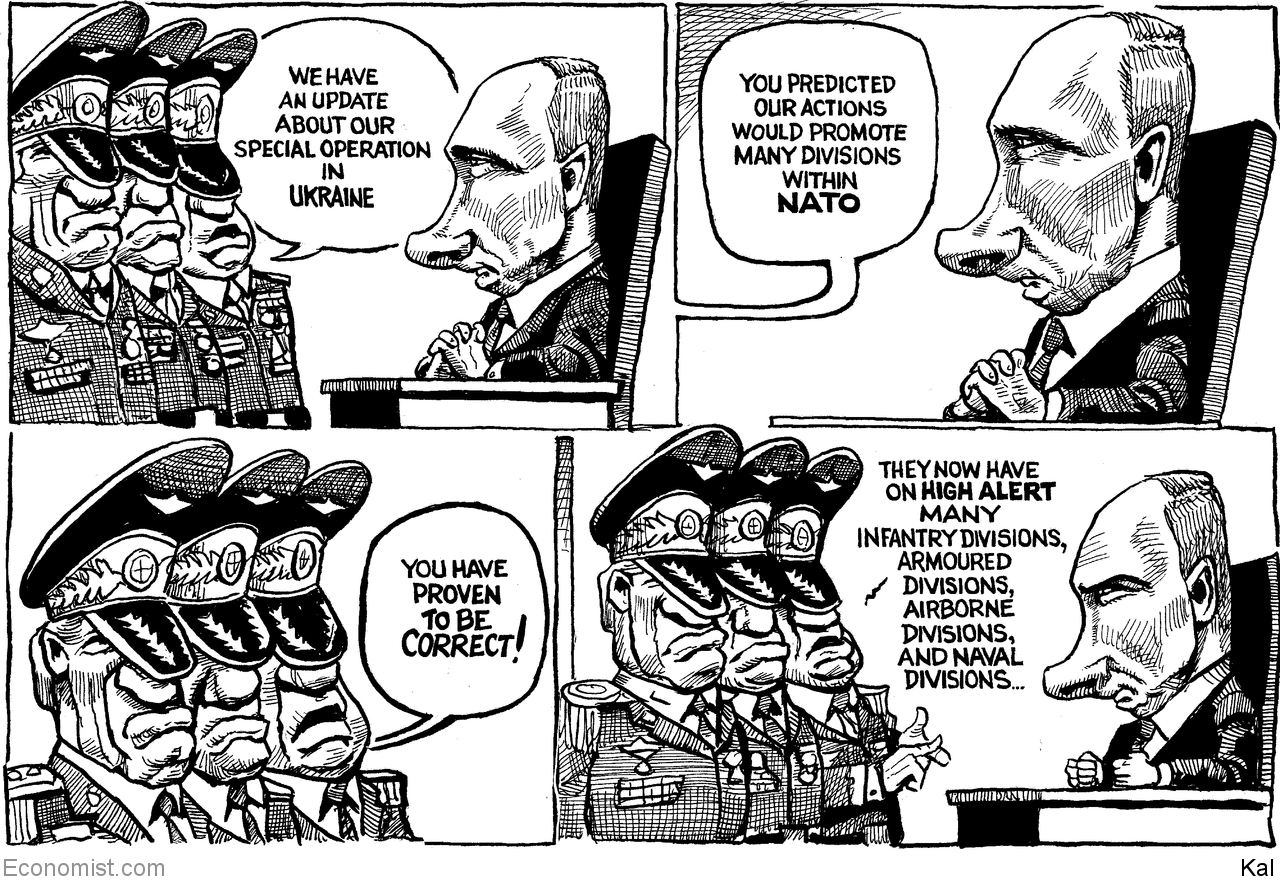 WE HAVE
AN UPDATE
ABOUT OUR
SPECIAL OPERATION
IN
UKRAINE
YOU PREDICTED
OUR ACTIONS
WOULD PROMOTE
MANY DIVISIONS
WITHIN
NATO
YOU HAVE
PROVEN
TO BE
CORRECT!
THEY NOW HAVE
ON HIGH ALERT
MANY
INFANTRY DIVISIONS,
ARMOURED
DIVISIONS,
AIRBORNE
DIVISIONS,
AND NAVAL
DIVISIONS...
DAN
Economist.com
Kal